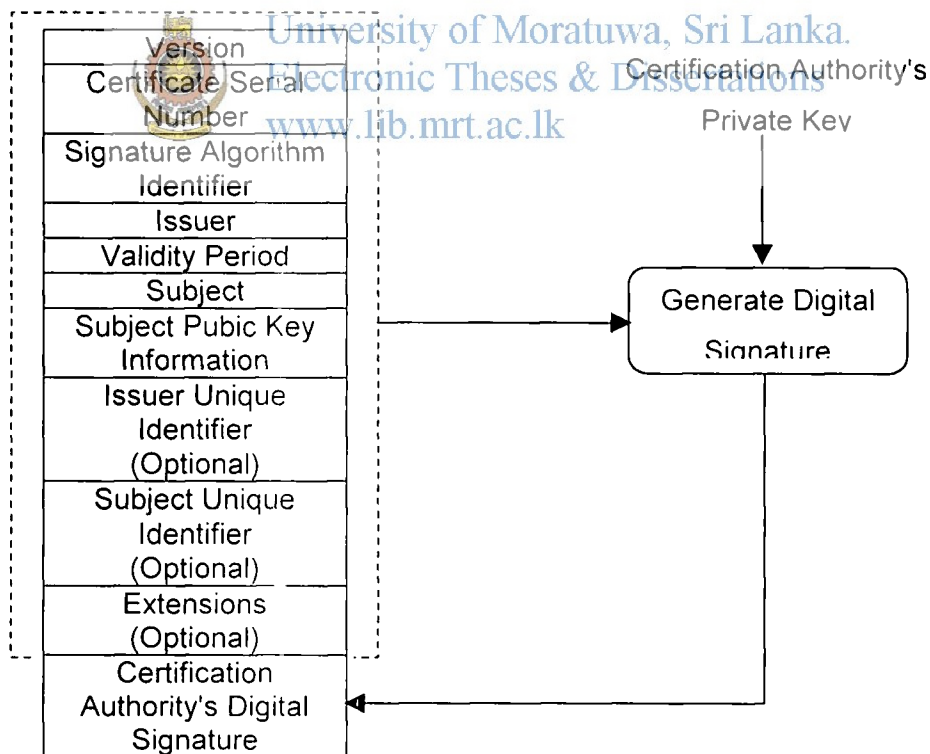 University of Moratuwa, Sri Lanka.
Electronic Theses & Dissertations
www.lib.mrt.ac.lk
Version
Certificate Serial
Number
Signature Algorithm
Identifier
Issuer
Validity Period
Subject
Subject Pubic Key
Information
Issuer Unique
Identifier
(Optional)
Subject Unique
Identifier
(Optional)
Extensions
(Optional)
Certification
Authority's Digital
Signature
Certification Authority's
Private Key
Generate Digital
Signature